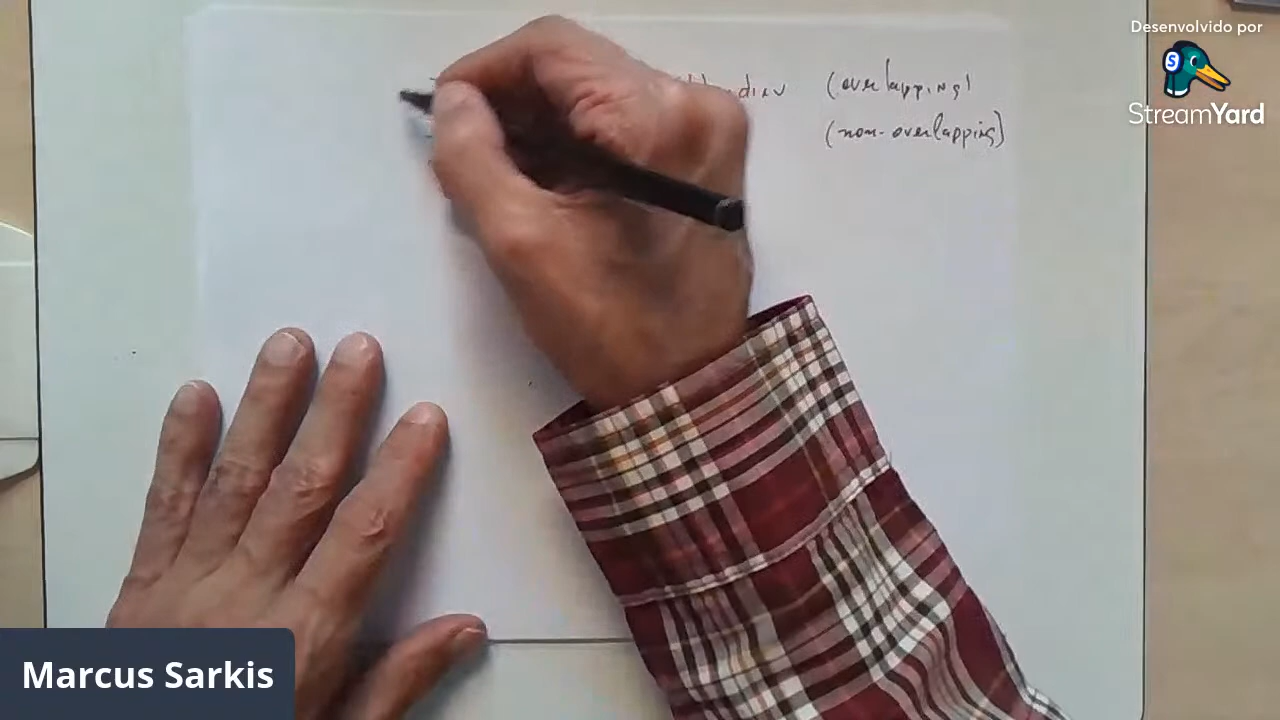 Desenvolvido por
StreamYard
(overlapping)
(non-overlapping)
Marcus Sarkis